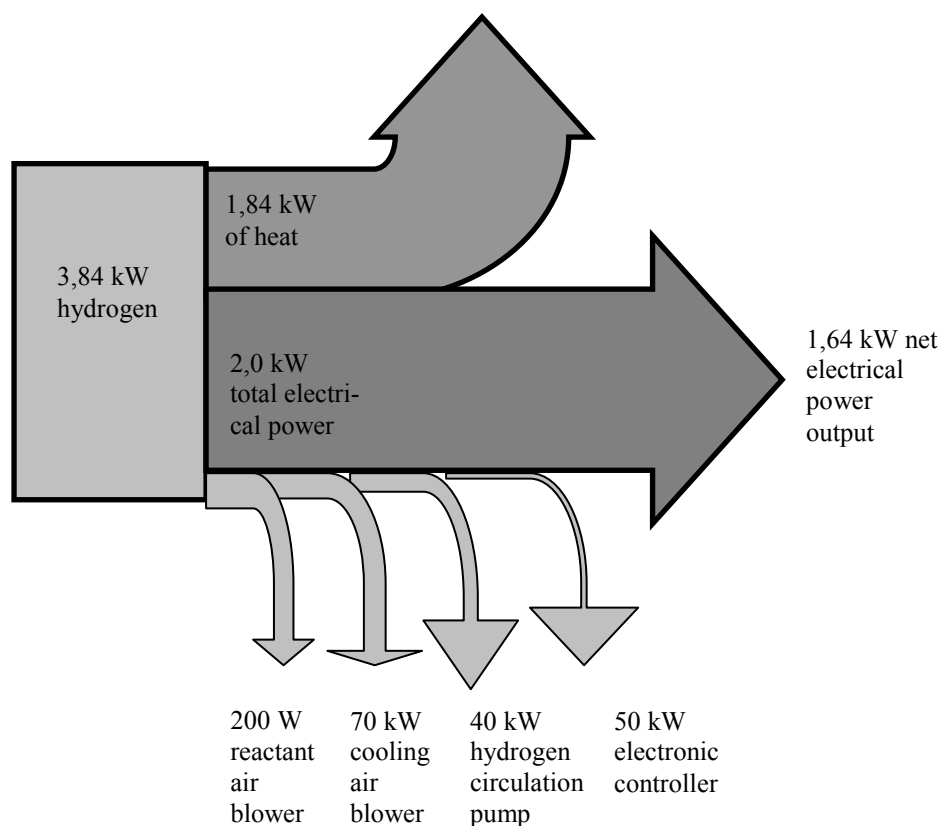 1,84 kW
of heat
3,84 kW
hydrogen
2,0 kW
total electri-
cal power
1,64 kW net
electrical
power
output
200 W
reactant
air
blower
70 kW
cooling
air
blower
40 kW
hydrogen
circulation
pump
50 kW
electronic
controller